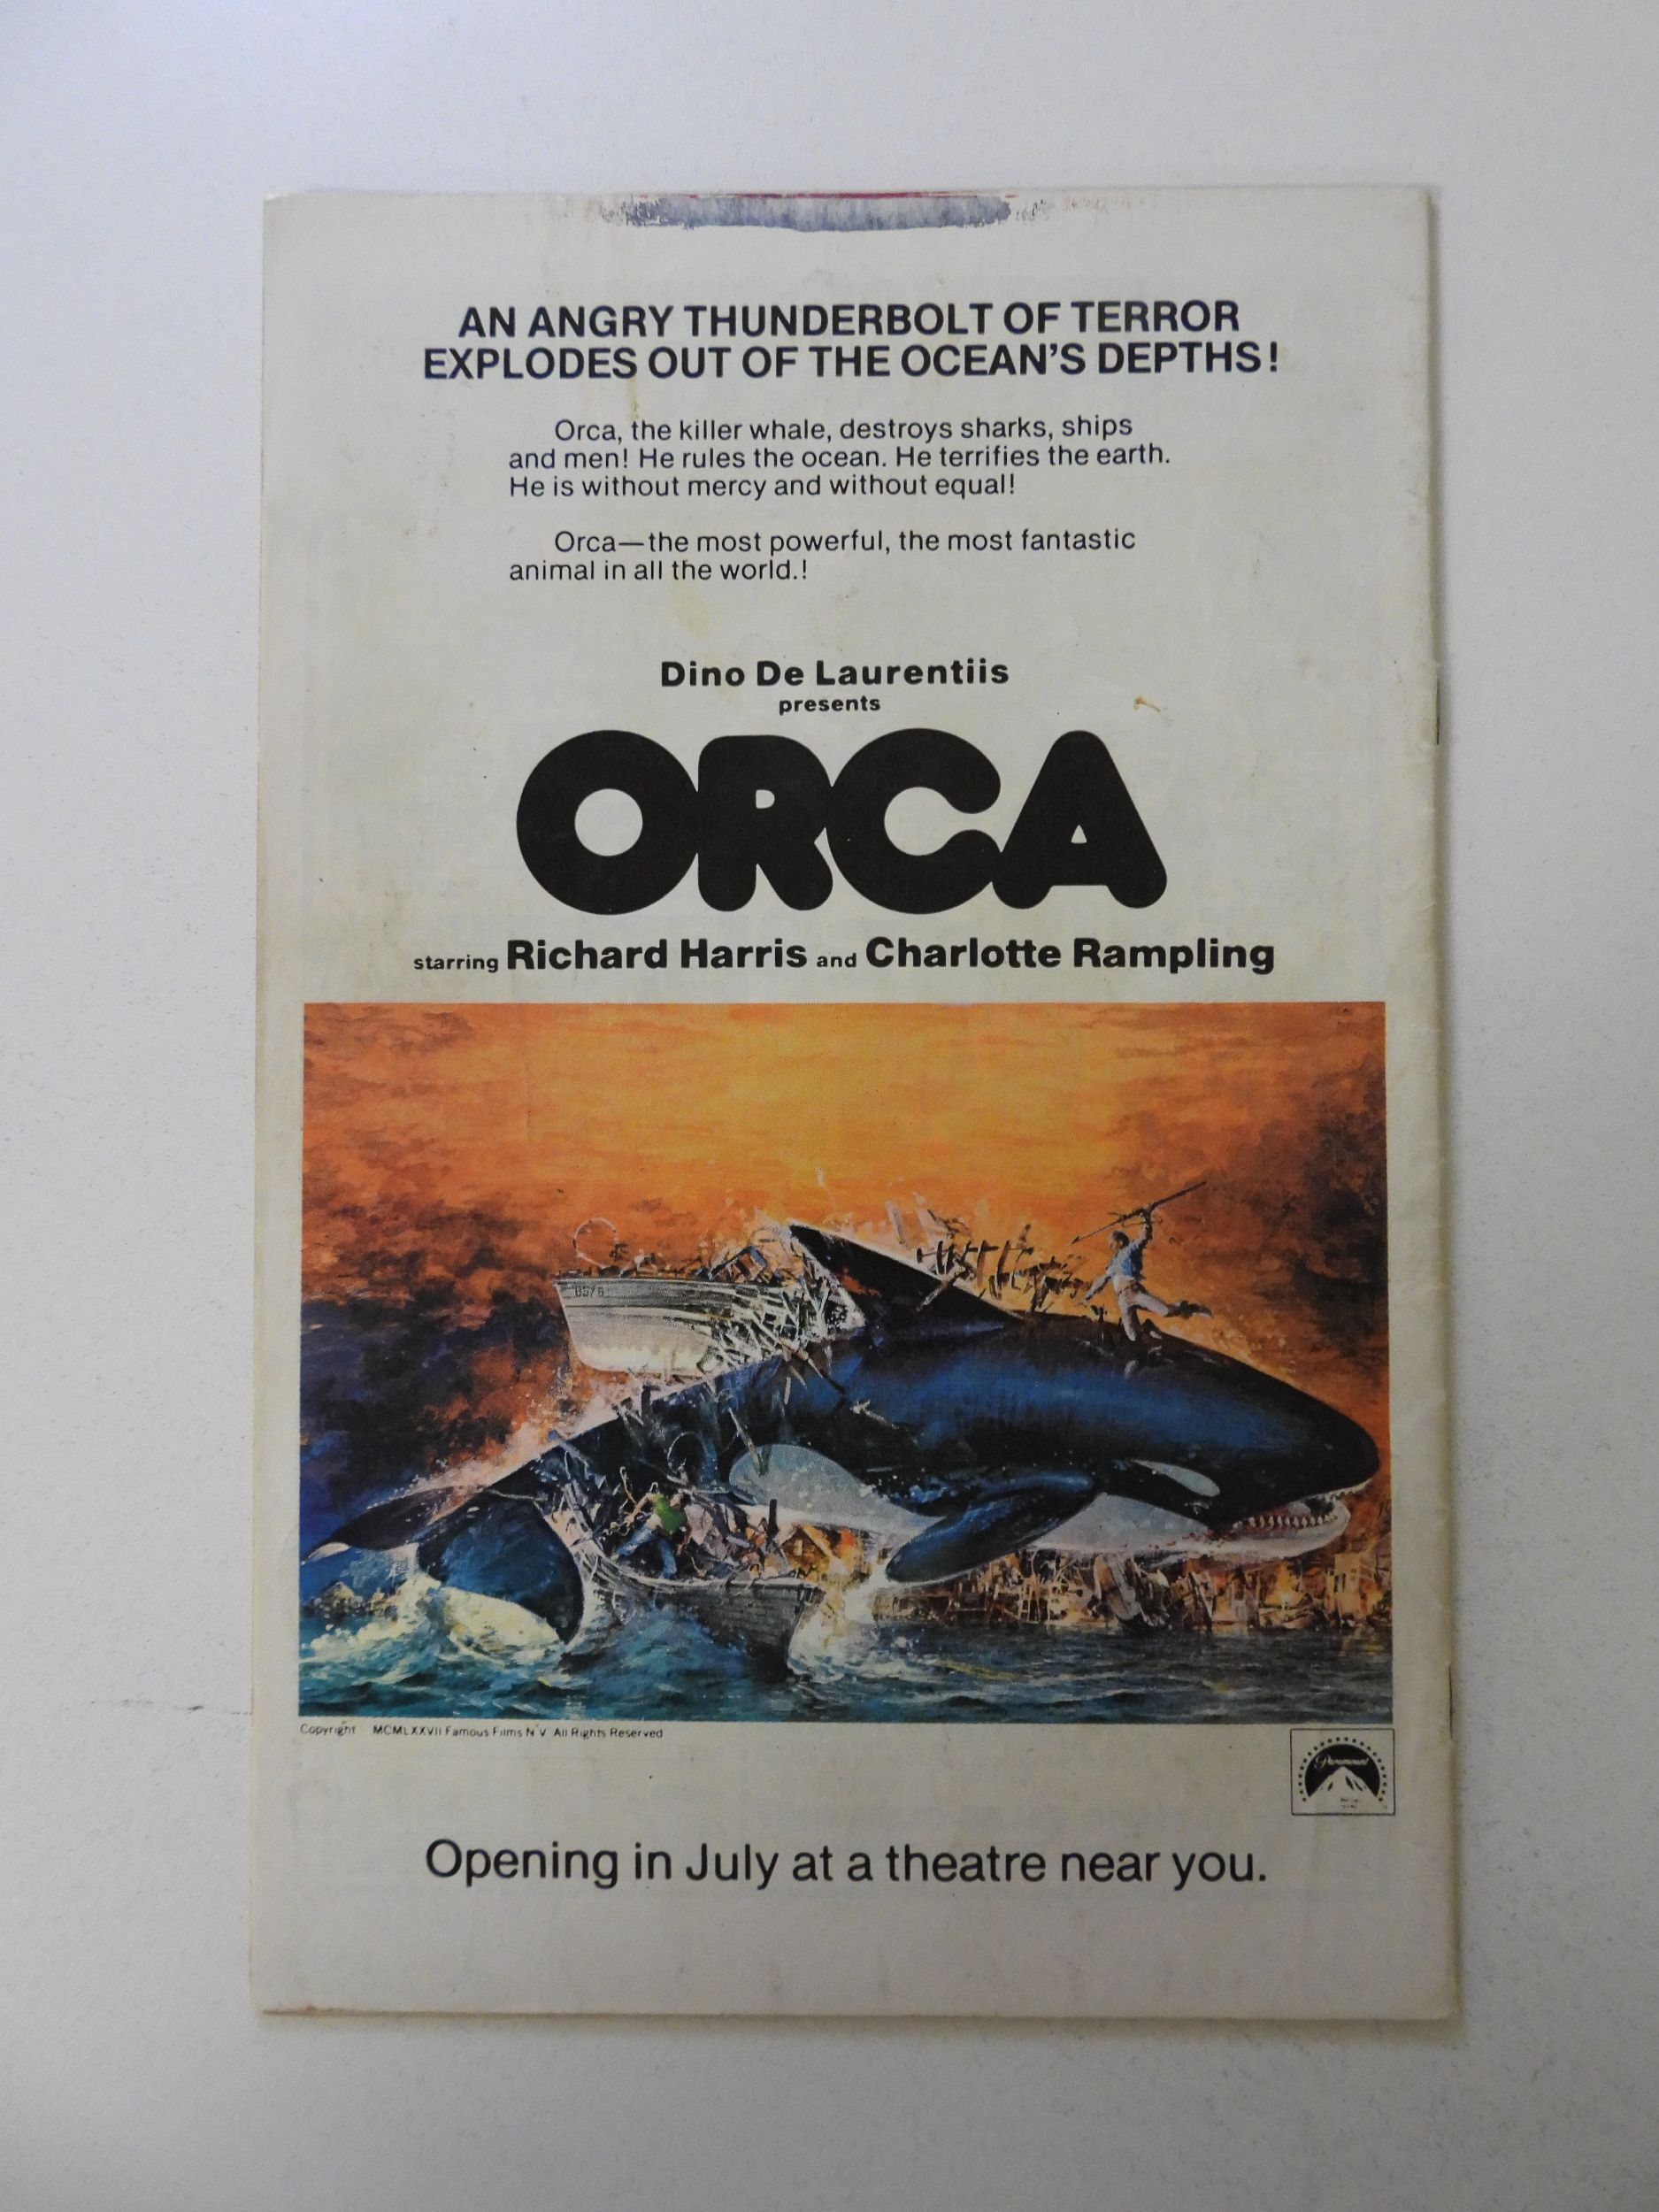 AN ANGRY THUNDERBOLT OF TERROR
EXPLODES OUT OF THE OCEAN'S DEPTHS!
Orca, the killer whale, destroys sharks, ships
and men! He rules the ocean. He terrifies the earth.
He is without mercy and without equal!
Orca—the most powerful, the most fantastic
animal in all the world.!
Dino De Laurentiis
presents
ORCA
starring Richard Harris and Charlotte Rampling
Copyright MCMLXXVII Famous Films N V All Rights Reserved
Paramount
Opening in July at a theatre near you.